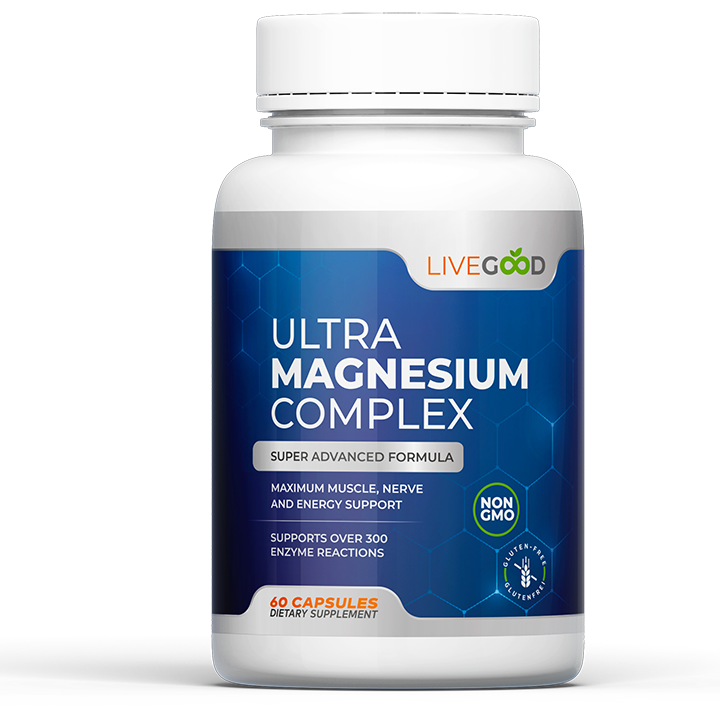 LIVEGOOD
ULTRA
MAGNESIUM
COMPLEX
SUPER ADVANCED FORMULA
MAXIMUM MUSCLE, NERVE
AND ENERGY SUPPORT
SUPPORTS OVER 300
ENZYME REACTIONS
NON
GMO
GLUTEN-FREE
GLUTENFREI
60 CAPSULES
DIETARY SUPPLEMENT